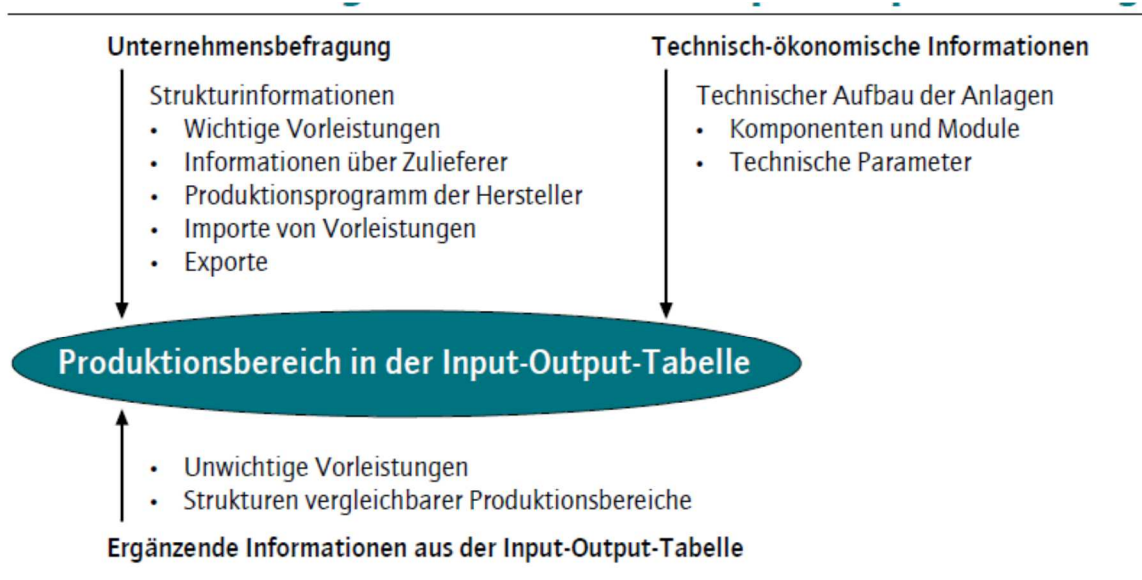 Unternehmensbefragung
Strukturinformationen
• Wichtige Vorleistungen
• Informationen über Zulieferer
• Produktionsprogramm der Hersteller
• Importe von Vorleistungen
• Exporte
Technisch-ökonomische Informationen
Technischer Aufbau der Anlagen
• Komponenten und Module
• Technische Parameter
Produktionsbereich in der Input-Output-Tabelle
• Unwichtige Vorleistungen
• Strukturen vergleichbarer Produktionsbereiche
Ergänzende Informationen aus der Input-Output-Tabelle